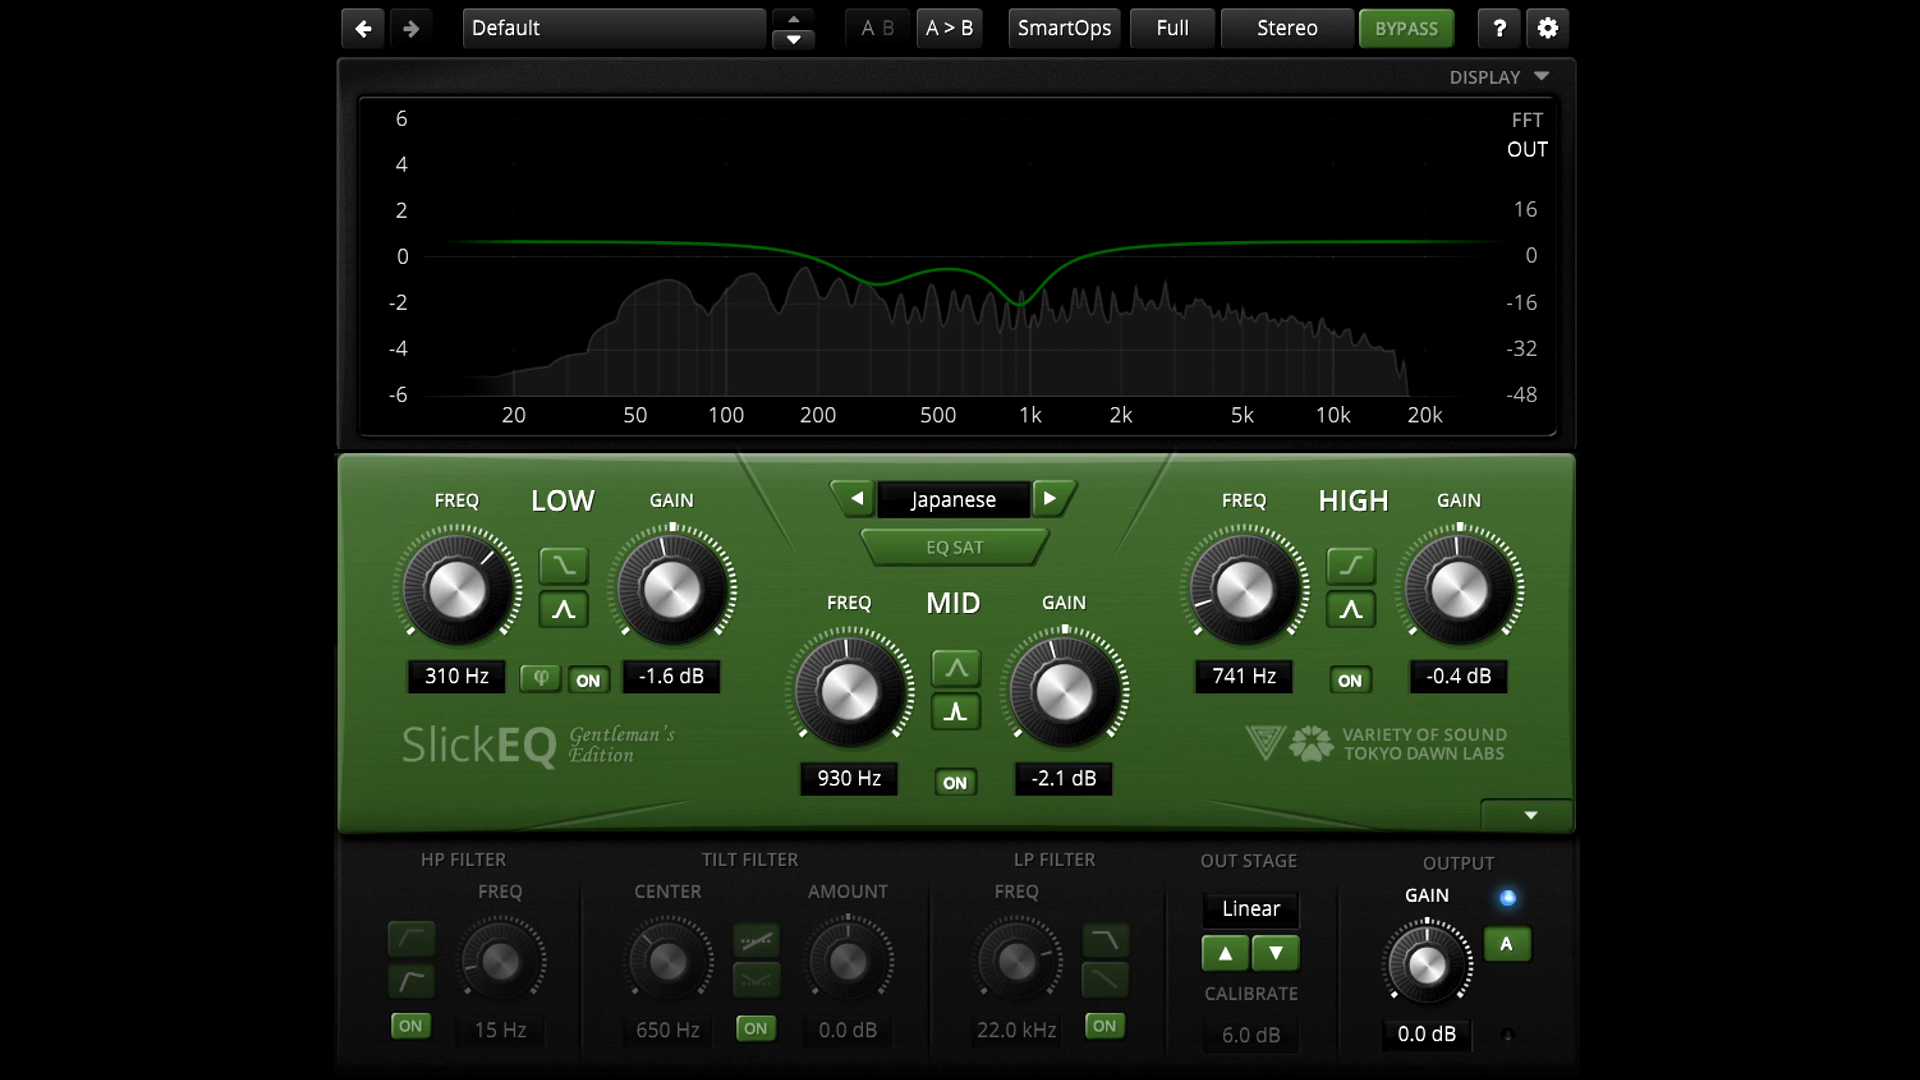 Default
A B
A > B
SmartOps
Full
Stereo
BYPASS
?
DISPLAY
6
4
2
0
-2
-4
-6
FFT
OUT
16
0
-16
-32
-48
20 50 100 200 500 1k 2k 5k 10k 20k
FREQ LOW GAIN
310 Hz
φ
ON
-1.6 dB
Japanese
EQ SAT
FREQ MID GAIN
930 Hz
ON
-2.1 dB
FREQ HIGH GAIN
741 Hz
ON
-0.4 dB
SlickEQ Gentleman's
Edition
VARIETY OF SOUND
TOKYO DAWN LABS
HP FILTER
FREQ
ON
15 Hz
TILT FILTER
CENTER
AMOUNT
650 Hz
ON
0.0 dB
LP FILTER
FREQ
22.0 kHz
ON
OUT STAGE
Linear
CALIBRATE
6.0 dB
OUTPUT
GAIN
A
0.0 dB